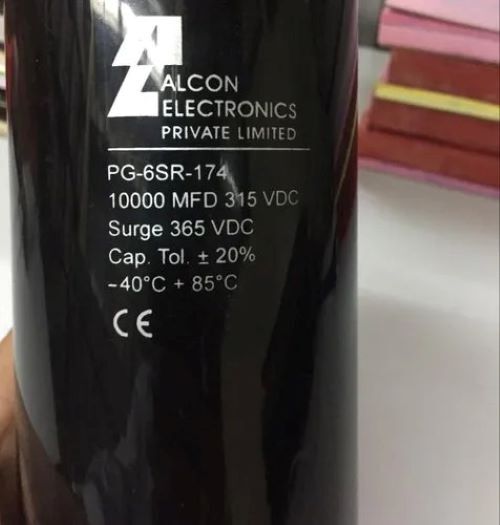 ALCON
ELECTRONICS
PRIVATE LIMITED
PG-6SR-174
10000 MFD 315 VDC
Surge 365 VDC
Cap. Tol. ± 20%
-40°C + 85°C
CE